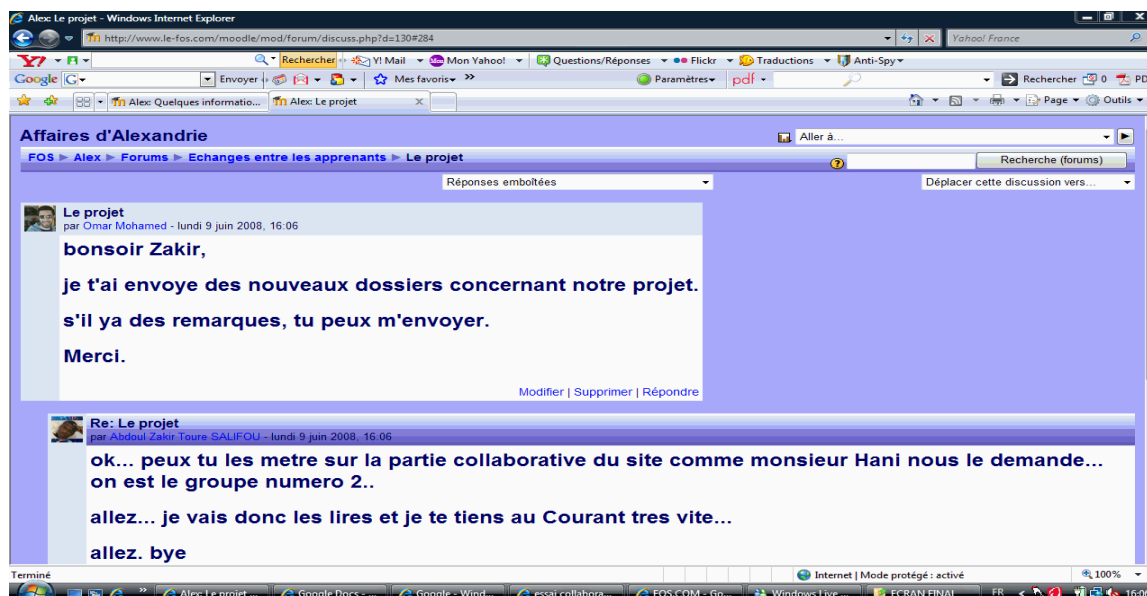 Alex: Le projet - Windows Internet Explorer
http://www.le-fos.com/moodle/mod/forum/discuss.php?d=130#284 Yahoo! France
Y! Rechercher Y! Mail Mon Yahoo! Questions/Réponses Flickr Traductions Anti-Spy
Google G Envoyer Mes favoris Paramètres pdf Rechercher 0 PD
Alex: Quelques informatio... Alex: Le projet Page Outils
Affaires d'Alexandrie Aller à...
FOS ► Alex ► Forums ► Echanges entre les apprenants ► Le projet Recherche (forums)
Réponses emboîtées Déplacer cette discussion vers...
Le projet
par Omar Mohamed - lundi 9 juin 2008, 16:06
bonsoir Zakir,
je t'ai envoye des nouveaux dossiers concernant notre projet.
s'il ya des remarques, tu peux m'envoyer.
Merci.
Modifier | Supprimer | Répondre
Re: Le projet
par Abdoul Zakir Toure SALIFOU - lundi 9 juin 2008, 16:06
ok... peux tu les metre sur la partie collaborative du site comme monsieur Hani nous le demande...
on est le groupe numero 2..
allez... je vais donc les lires et je te tiens au Courant tres vite...
allez. bye
Terminé Internet | Mode protégé : activé 100%
Alex: Le projet ... Google Docs - ... Google - Wind... essai collabora... FOS.COM - Go... Windows Live ... ECRAN FINAL FR